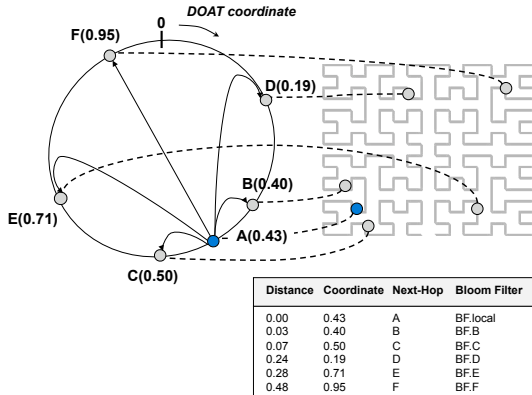 DOAT coordinate
0
F(0.95)
D(0.19)
B(0.40)
E(0.71)
A(0.43)
C(0.50)
Distance Coordinate Next-Hop Bloom Filter
0.00 0.43 A BF.local
0.03 0.40 B BF.B
0.07 0.50 C BF.C
0.24 0.19 D BF.D
0.28 0.71 E BF.E
0.48 0.95 F BF.F